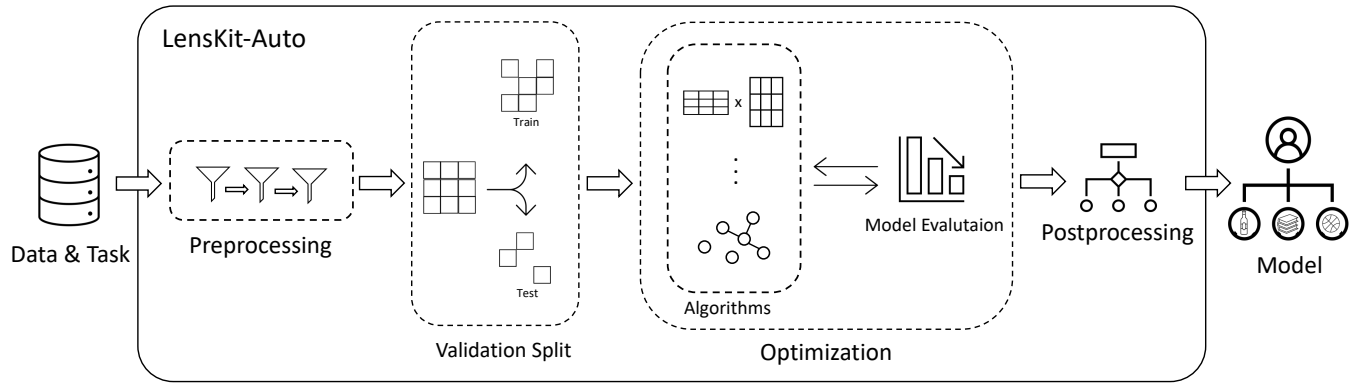 LensKit-Auto
Data & Task
Preprocessing
Train
Test
Validation Split
x
Algorithms
Model Evalutaion
Optimization
Postprocessing
Model